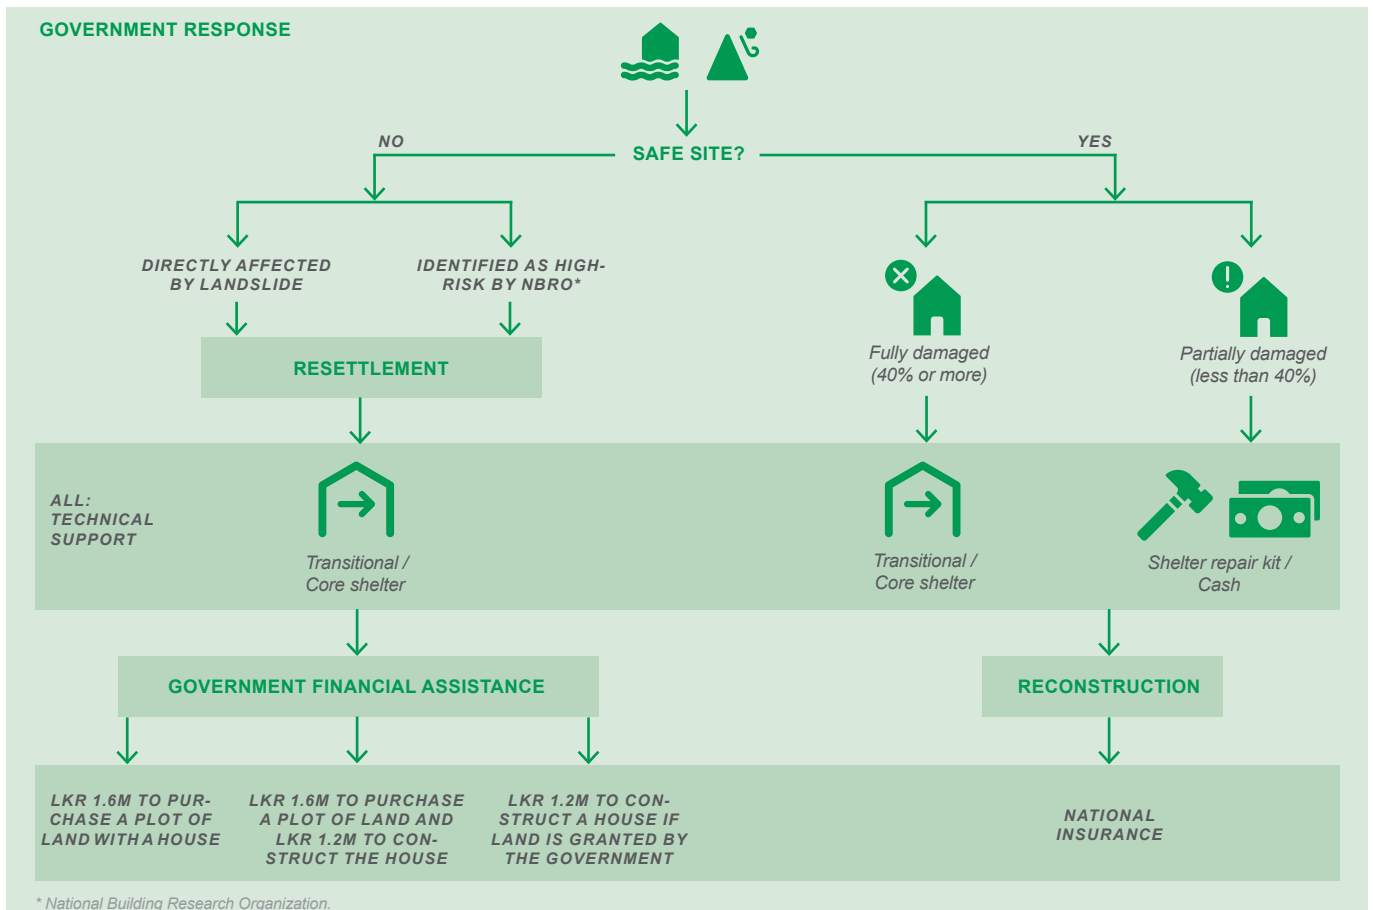 GOVERNMENT RESPONSE
NO
SAFE SITE?
YES
DIRECTLY AFFECTED
BY LANDSLIDE
IDENTIFIED AS HIGH-
RISK BY NBRO*
RESETTLEMENT
Fully damaged
(40% or more)
Partially damaged
(less than 40%)
ALL:
TECHNICAL
SUPPORT
Transitional /
Core shelter
Transitional /
Core shelter
Shelter repair kit /
Cash
GOVERNMENT FINANCIAL ASSISTANCE
RECONSTRUCTION
LKR 1.6M TO PUR-
CHASE A PLOT OF
LAND WITH A HOUSE
LKR 1.6M TO PURCHASE
A PLOT OF LAND AND
LKR 1.2M TO CON-
STRUCT THE HOUSE
LKR 1.2M TO CON-
STRUCT A HOUSE IF
LAND IS GRANTED BY
THE GOVERNMENT
NATIONAL
INSURANCE
* National Building Research Organization.